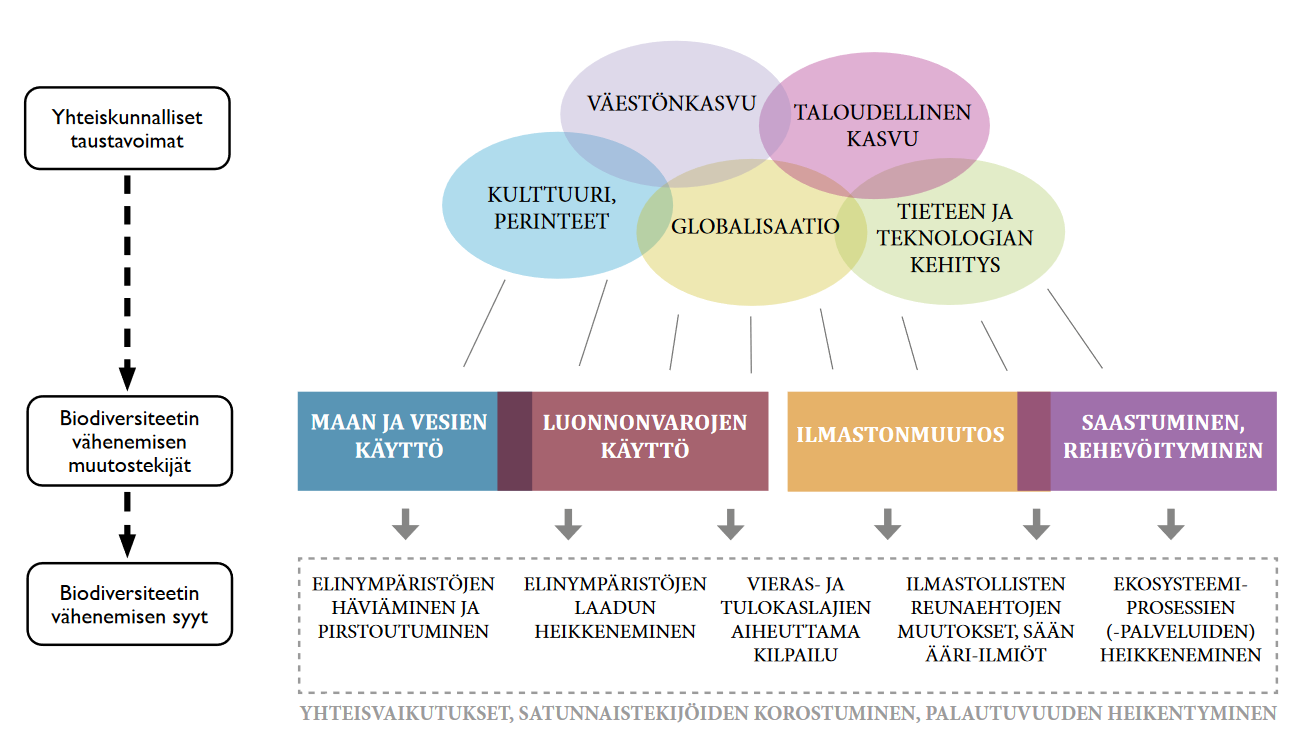 Yhteiskunnalliset
taustavoimat
VÄESTÖNKASVU
TALOUDELLINEN
KASVU
KULTTUURI,
PERINTEET
GLOBALISAATIO
TIETEEN JA
TEKNOLOGIAN
KEHITYS
Biodiversiteetin
vähenemisen
muutostekijät
MAAN JA VESIEN
KÄYTTÖ
LUONNONVAROJEN
KÄYTTÖ
ILMASTONMUUTOS
SAASTUMINEN,
REHEVÖITYMINEN
Biodiversiteetin
vähenemisen syyt
ELINYMPÄRISTÖJEN
HÄVIÄMINEN JA
PIRSTOUTUMINEN
ELINYMPÄRISTÖJEN
LAADUN
HEIKKENEMINEN
VIERAS- JA
TULOKASLAJIEN
AIHEUTTAMA
KILPAILU
ILMASTOLLISTEN
REUNAEHTOJEN
MUUTOKSET, SÄÄN
ÄÄRI-ILMIÖT
EKOSYSTEEMI-
PROSESSIEN
(-PALVELUIDEN)
HEIKKENEMINEN
YHTEISVAIKUTUKSET, SATUNNAISTEKIJÖIDEN KOROSTUMINEN, PALAUTUVUUDEN HEIKENTYMINEN